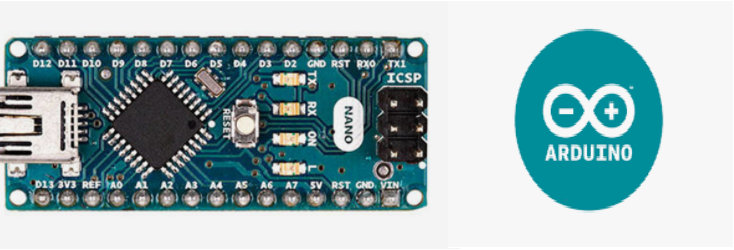 D12 D11 D10 D9 D8 D7 D6 D5 D4 D3 D2 GND RST RX0 TX1
TX
RX
ON
L
RESET
NANO
ICSP
D13 3V3 REF A0 A1 A2 A3 A4 A5 A6 A7 5V RST GND VIN
ARDUINO